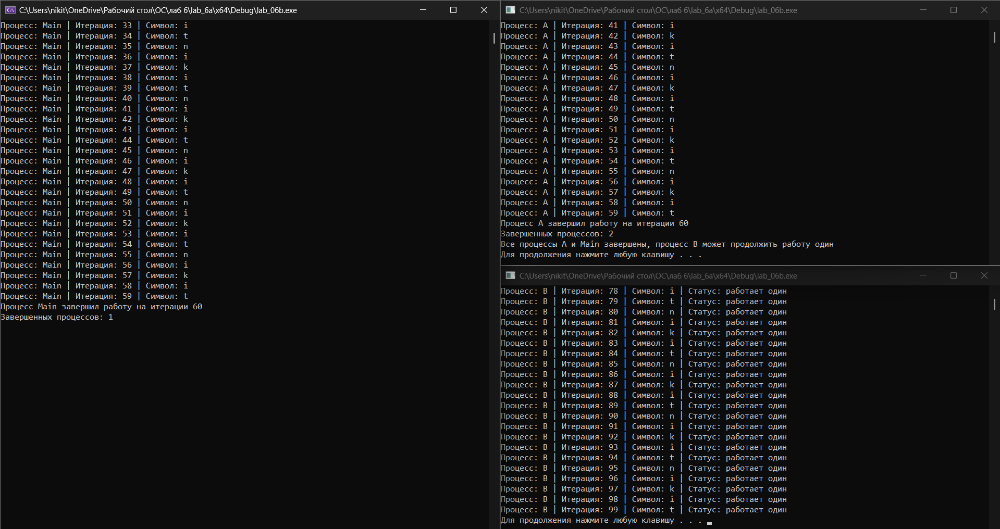 C:\Users\nikit\OneDrive\Рабочий стол\ОС\лаб 6\lab_6a\x64\Debug\lab_06b.exe
Процесс: Main | Итерация: 33 | Символ: i
Процесс: Main | Итерация: 34 | Символ: t
Процесс: Main | Итерация: 35 | Символ: n
Процесс: Main | Итерация: 36 | Символ: i
Процесс: Main | Итерация: 37 | Символ: k
Процесс: Main | Итерация: 38 | Символ: i
Процесс: Main | Итерация: 39 | Символ: t
Процесс: Main | Итерация: 40 | Символ: n
Процесс: Main | Итерация: 41 | Символ: i
Процесс: Main | Итерация: 42 | Символ: k
Процесс: Main | Итерация: 43 | Символ: i
Процесс: Main | Итерация: 44 | Символ: t
Процесс: Main | Итерация: 45 | Символ: n
Процесс: Main | Итерация: 46 | Символ: i
Процесс: Main | Итерация: 47 | Символ: k
Процесс: Main | Итерация: 48 | Символ: i
Процесс: Main | Итерация: 49 | Символ: t
Процесс: Main | Итерация: 50 | Символ: n
Процесс: Main | Итерация: 51 | Символ: i
Процесс: Main | Итерация: 52 | Символ: k
Процесс: Main | Итерация: 53 | Символ: i
Процесс: Main | Итерация: 54 | Символ: t
Процесс: Main | Итерация: 55 | Символ: n
Процесс: Main | Итерация: 56 | Символ: i
Процесс: Main | Итерация: 57 | Символ: k
Процесс: Main | Итерация: 58 | Символ: i
Процесс: Main | Итерация: 59 | Символ: t
Процесс Main завершил работу на итерации 60
Завершенных процессов: 1
C:\Users\nikit\OneDrive\Рабочий стол\ОС\лаб 6\lab_6a\x64\Debug\lab_06b.exe
Процесс: A | Итерация: 41 | Символ: i
Процесс: A | Итерация: 42 | Символ: k
Процесс: A | Итерация: 43 | Символ: i
Процесс: A | Итерация: 44 | Символ: t
Процесс: A | Итерация: 45 | Символ: n
Процесс: A | Итерация: 46 | Символ: i
Процесс: A | Итерация: 47 | Символ: k
Процесс: A | Итерация: 48 | Символ: i
Процесс: A | Итерация: 49 | Символ: t
Процесс: A | Итерация: 50 | Символ: n
Процесс: A | Итерация: 51 | Символ: i
Процесс: A | Итерация: 52 | Символ: k
Процесс: A | Итерация: 53 | Символ: i
Процесс: A | Итерация: 54 | Символ: t
Процесс: A | Итерация: 55 | Символ: n
Процесс: A | Итерация: 56 | Символ: i
Процесс: A | Итерация: 57 | Символ: k
Процесс: A | Итерация: 58 | Символ: i
Процесс: A | Итерация: 59 | Символ: t
Процесс A завершил работу на итерации 60
Завершенных процессов: 2
Все процессы A и Main завершены, процесс B может продолжить работу один
Для продолжения нажмите любую клавишу . . .
C:\Users\nikit\OneDrive\Рабочий стол\ОС\лаб 6\lab_6a\x64\Debug\lab_06b.exe
Процесс: B | Итерация: 78 | Символ: i | Статус: работает один
Процесс: B | Итерация: 79 | Символ: t | Статус: работает один
Процесс: B | Итерация: 80 | Символ: n | Статус: работает один
Процесс: B | Итерация: 81 | Символ: i | Статус: работает один
Процесс: B | Итерация: 82 | Символ: k | Статус: работает один
Процесс: B | Итерация: 83 | Символ: i | Статус: работает один
Процесс: B | Итерация: 84 | Символ: t | Статус: работает один
Процесс: B | Итерация: 85 | Символ: n | Статус: работает один
Процесс: B | Итерация: 86 | Символ: i | Статус: работает один
Процесс: B | Итерация: 87 | Символ: k | Статус: работает один
Процесс: B | Итерация: 88 | Символ: i | Статус: работает один
Процесс: B | Итерация: 89 | Символ: t | Статус: работает один
Процесс: B | Итерация: 90 | Символ: n | Статус: работает один
Процесс: B | Итерация: 91 | Символ: i | Статус: работает один
Процесс: B | Итерация: 92 | Символ: k | Статус: работает один
Процесс: B | Итерация: 93 | Символ: i | Статус: работает один
Процесс: B | Итерация: 94 | Символ: t | Статус: работает один
Процесс: B | Итерация: 95 | Символ: n | Статус: работает один
Процесс: B | Итерация: 96 | Символ: i | Статус: работает один
Процесс: B | Итерация: 97 | Символ: k | Статус: работает один
Процесс: B | Итерация: 98 | Символ: i | Статус: работает один
Процесс: B | Итерация: 99 | Символ: t | Статус: работает один
Для продолжения нажмите любую клавишу . . .